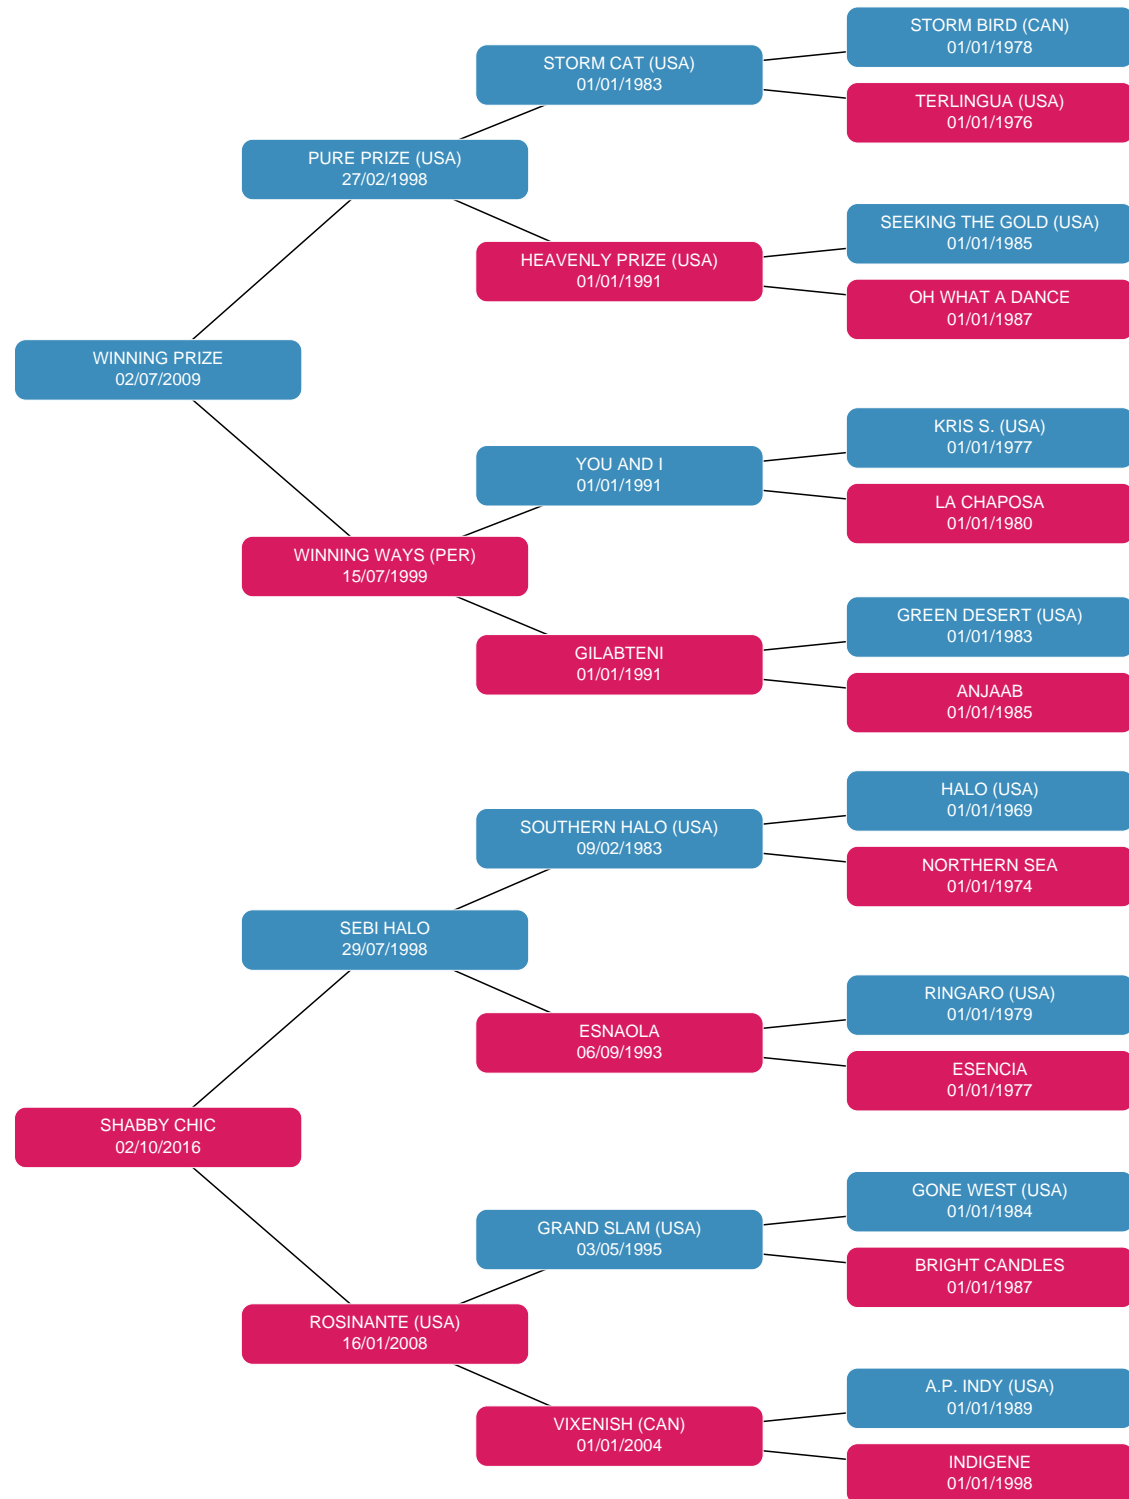 STORM BIRD (CAN)
01/01/1978
STORM CAT (USA)
01/01/1983
TERLINGUA (USA)
01/01/1976
PURE PRIZE (USA)
27/02/1998
SEEKING THE GOLD (USA)
01/01/1985
HEAVENLY PRIZE (USA)
01/01/1991
OH WHAT A DANCE
01/01/1987
WINNING PRIZE
02/07/2009
KRIS S. (USA)
01/01/1977
YOU AND I
01/01/1991
LA CHAPOSA
01/01/1980
WINNING WAYS (PER)
15/07/1999
GREEN DESERT (USA)
01/01/1983
GILABTENI
01/01/1991
ANJAAB
01/01/1985
HALO (USA)
01/01/1969
SOUTHERN HALO (USA)
09/02/1983
NORTHERN SEA
01/01/1974
SEBI HALO
29/07/1998
RINGARO (USA)
01/01/1979
ESNAOLA
06/09/1993
ESENCIA
01/01/1977
SHABBY CHIC
02/10/2016
GONE WEST (USA)
01/01/1984
GRAND SLAM (USA)
03/05/1995
BRIGHT CANDLES
01/01/1987
ROSINANTE (USA)
16/01/2008
A.P. INDY (USA)
01/01/1989
VIXENISH (CAN)
01/01/2004
INDIGENE
01/01/1998